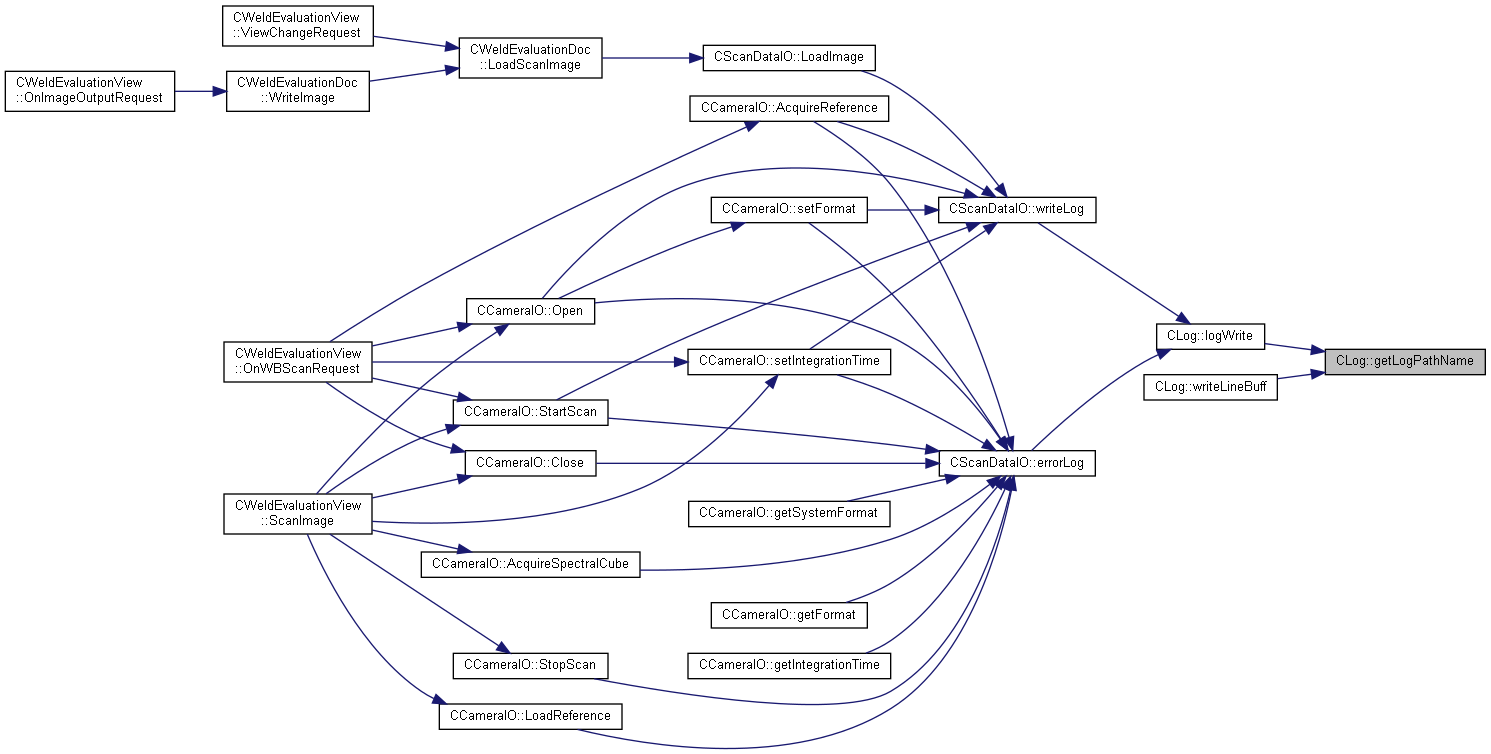 CWeldEvaluationView
::ViewChangeRequest
CWeldEvaluationDoc
::LoadScanImage
CScanDataIO::LoadImage
CWeldEvaluationView
::OnImageOutputRequest
CWeldEvaluationDoc
::WriteImage
CCameraIO::AcquireReference
CCameraIO::setFormat
CScanDataIO::writeLog
CCameraIO::Open
CLog::logWrite
CWeldEvaluationView
::OnWBScanRequest
CCameraIO::setIntegrationTime
CLog::getLogPathName
CLog::writeLineBuff
CCameraIO::StartScan
CCameraIO::Close
CScanDataIO::errorLog
CWeldEvaluationView
::ScanImage
CCameraIO::getSystemFormat
CCameraIO::AcquireSpectralCube
CCameraIO::getFormat
CCameraIO::StopScan
CCameraIO::getIntegrationTime
CCameraIO::LoadReference